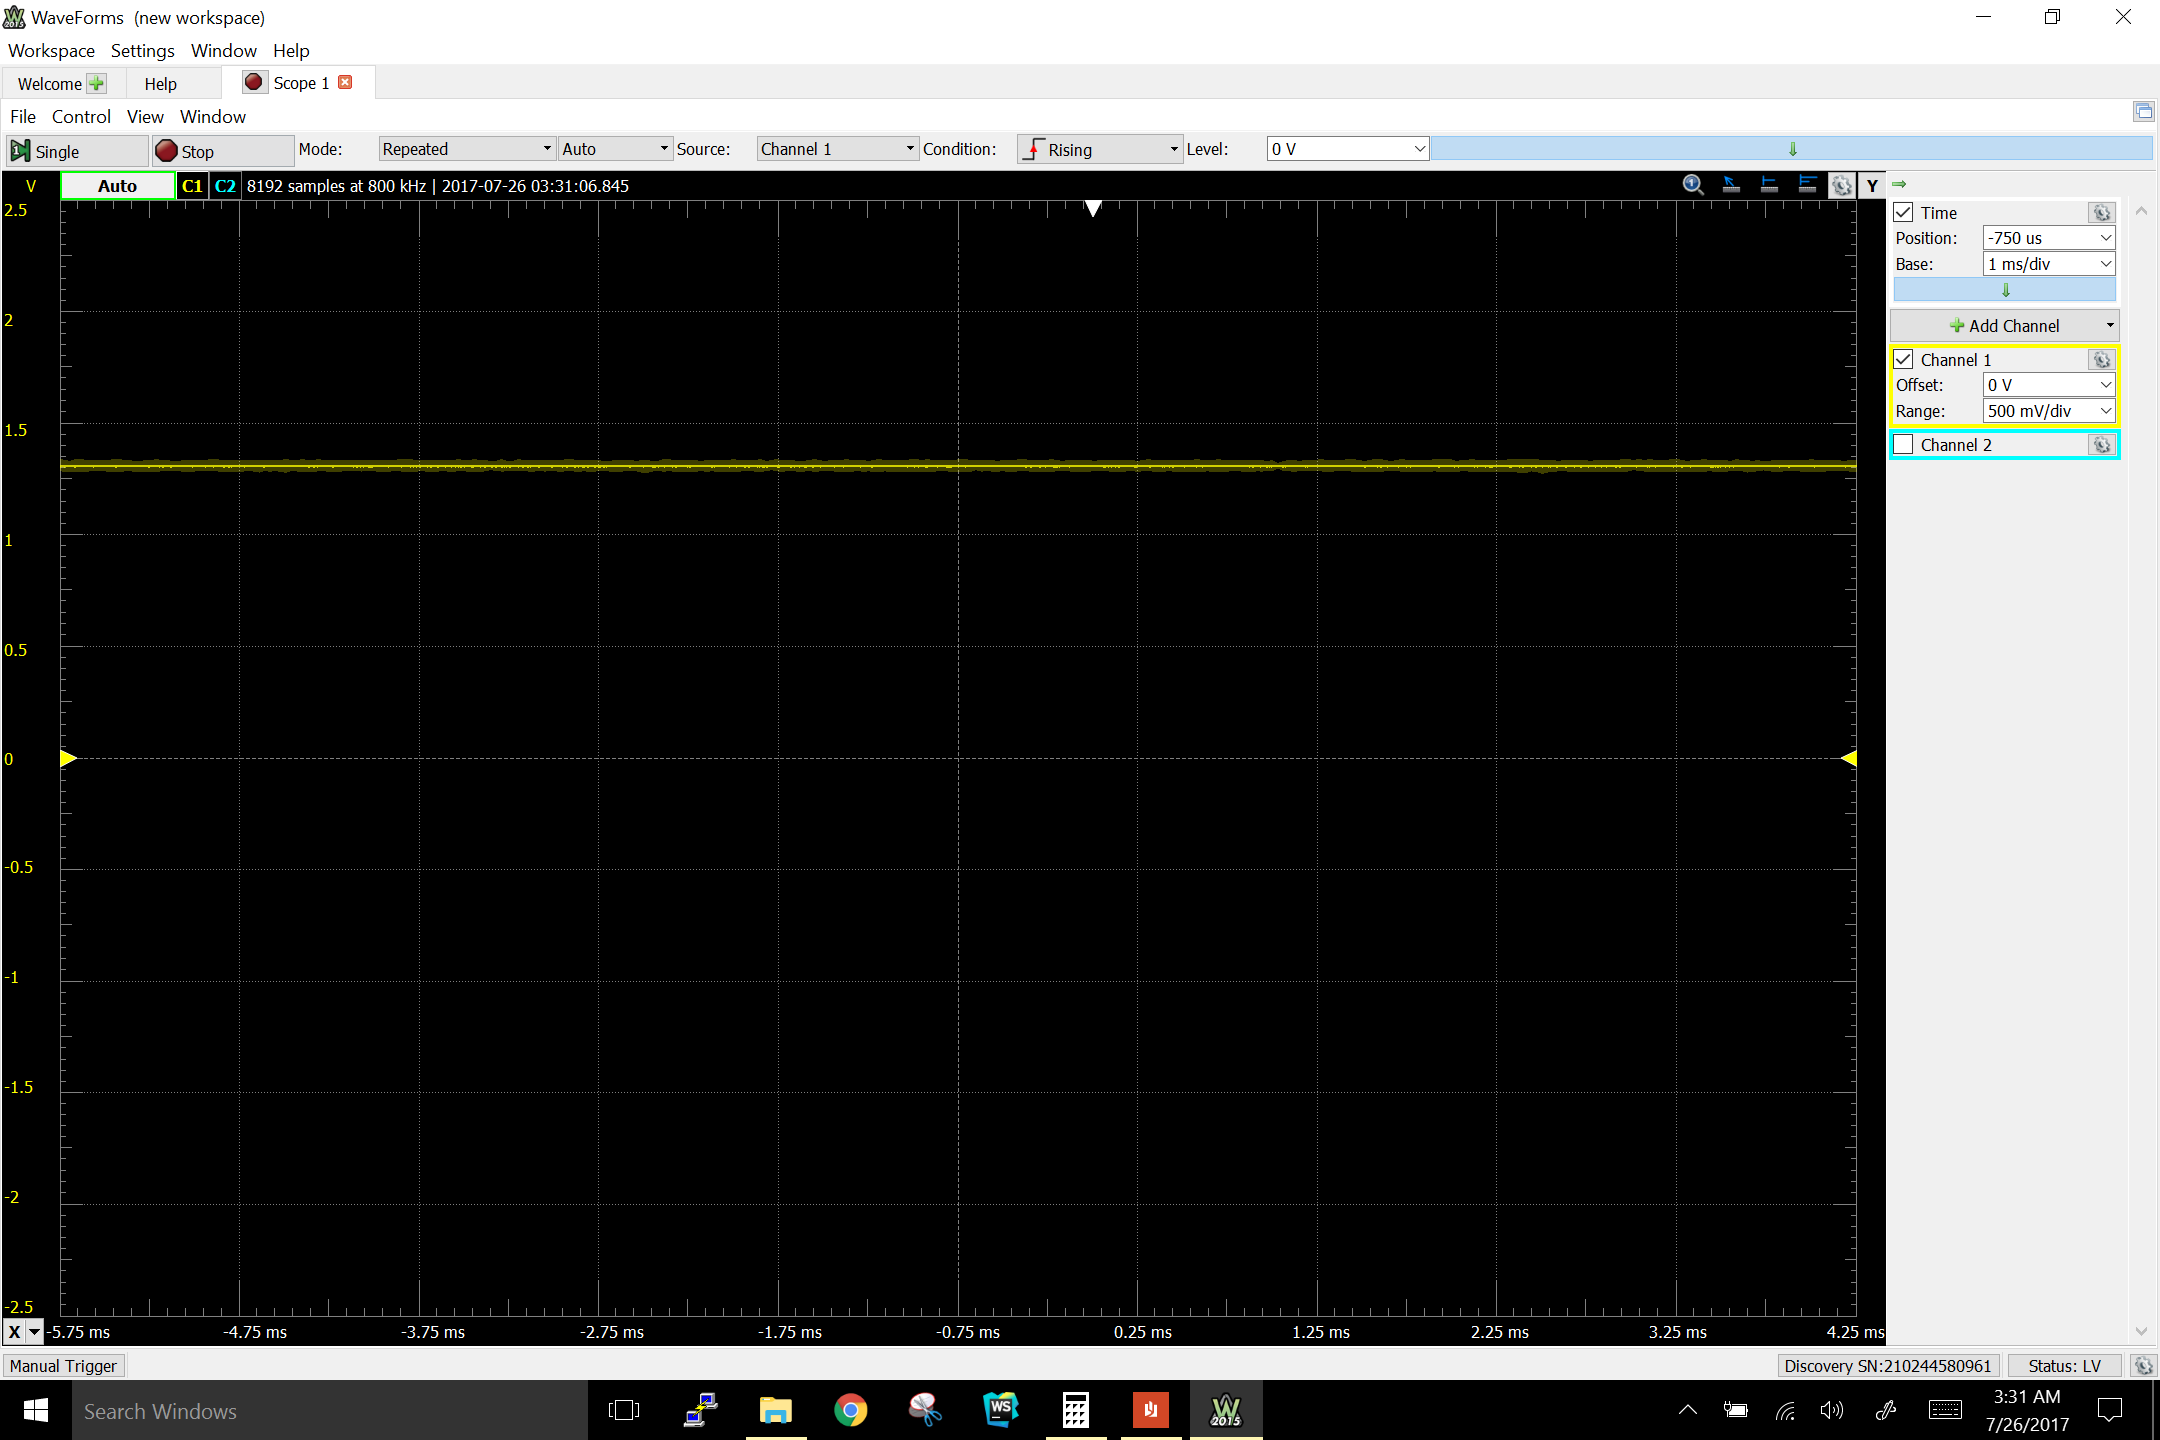 WaveForms (new workspace)
Workspace Settings Window Help
Welcome Help Scope 1
File Control View Window
Single Stop Mode: Repeated Auto Source: Channel 1 Condition: Rising Level: 0 V
V Auto C1 C2 8192 samples at 800 kHz | 2017-07-26 03:31:06.845 Y
2.5
2
1.5
1
0.5
0
-0.5
-1
-1.5
-2
-2.5
X -5.75 ms -4.75 ms -3.75 ms -2.75 ms -1.75 ms -0.75 ms 0.25 ms 1.25 ms 2.25 ms 3.25 ms 4.25 ms
Time
Position: -750 us
Base: 1 ms/div
Add Channel
Channel 1
Offset: 0 V
Range: 500 mV/div
Channel 2
Manual Trigger Discovery SN:210244580961 Status: LV
Search Windows
WS
W
2015
3:31 AM
7/26/2017